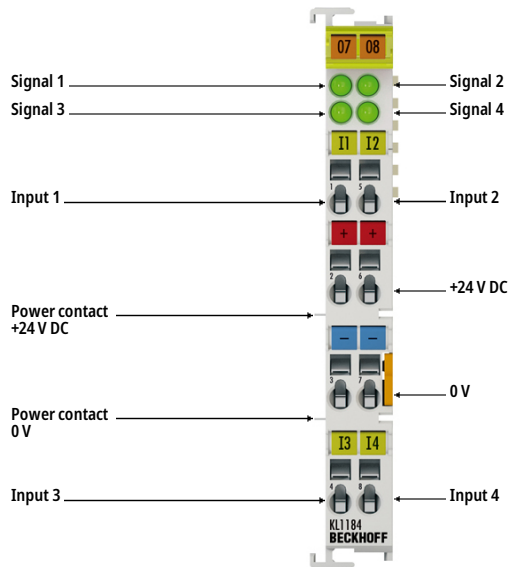 07 08
Signal 1
Signal 2
Signal 3
Signal 4
I1 I2
1 5
Input 1
Input 2
+ +
2 6
+24 V DC
Power contact
+24 V DC
− −
3 7
0 V
Power contact
0 V
I3 I4
4 8
Input 3
Input 4
KL1184
BECKHOFF